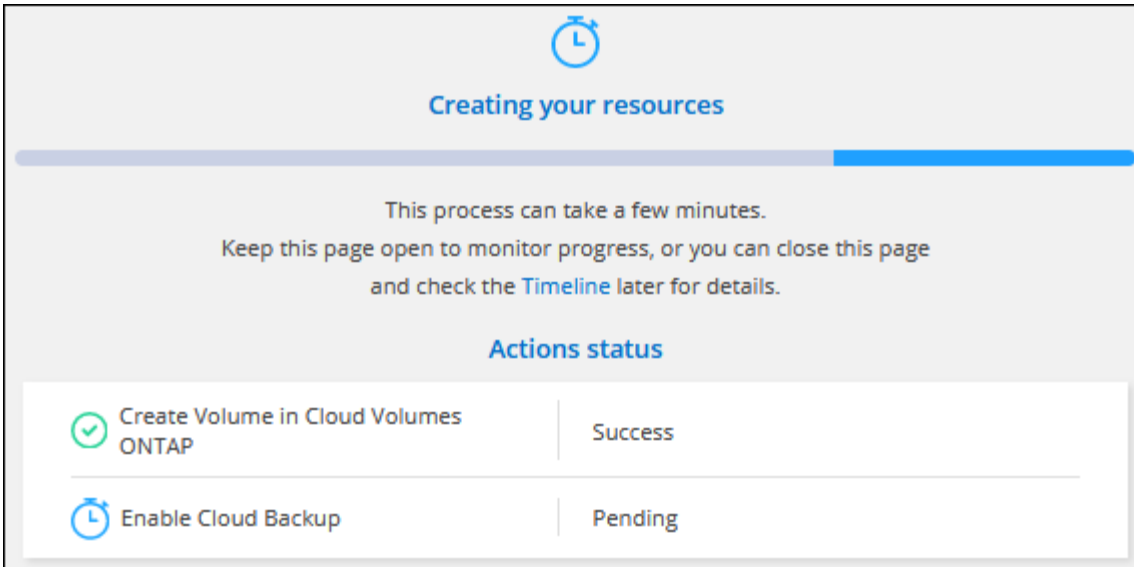 Creating your resources
This process can take a few minutes.
Keep this page open to monitor progress, or you can close this page
and check the Timeline later for details.
Actions status
Create Volume in Cloud Volumes
ONTAP
Success
Enable Cloud Backup
Pending